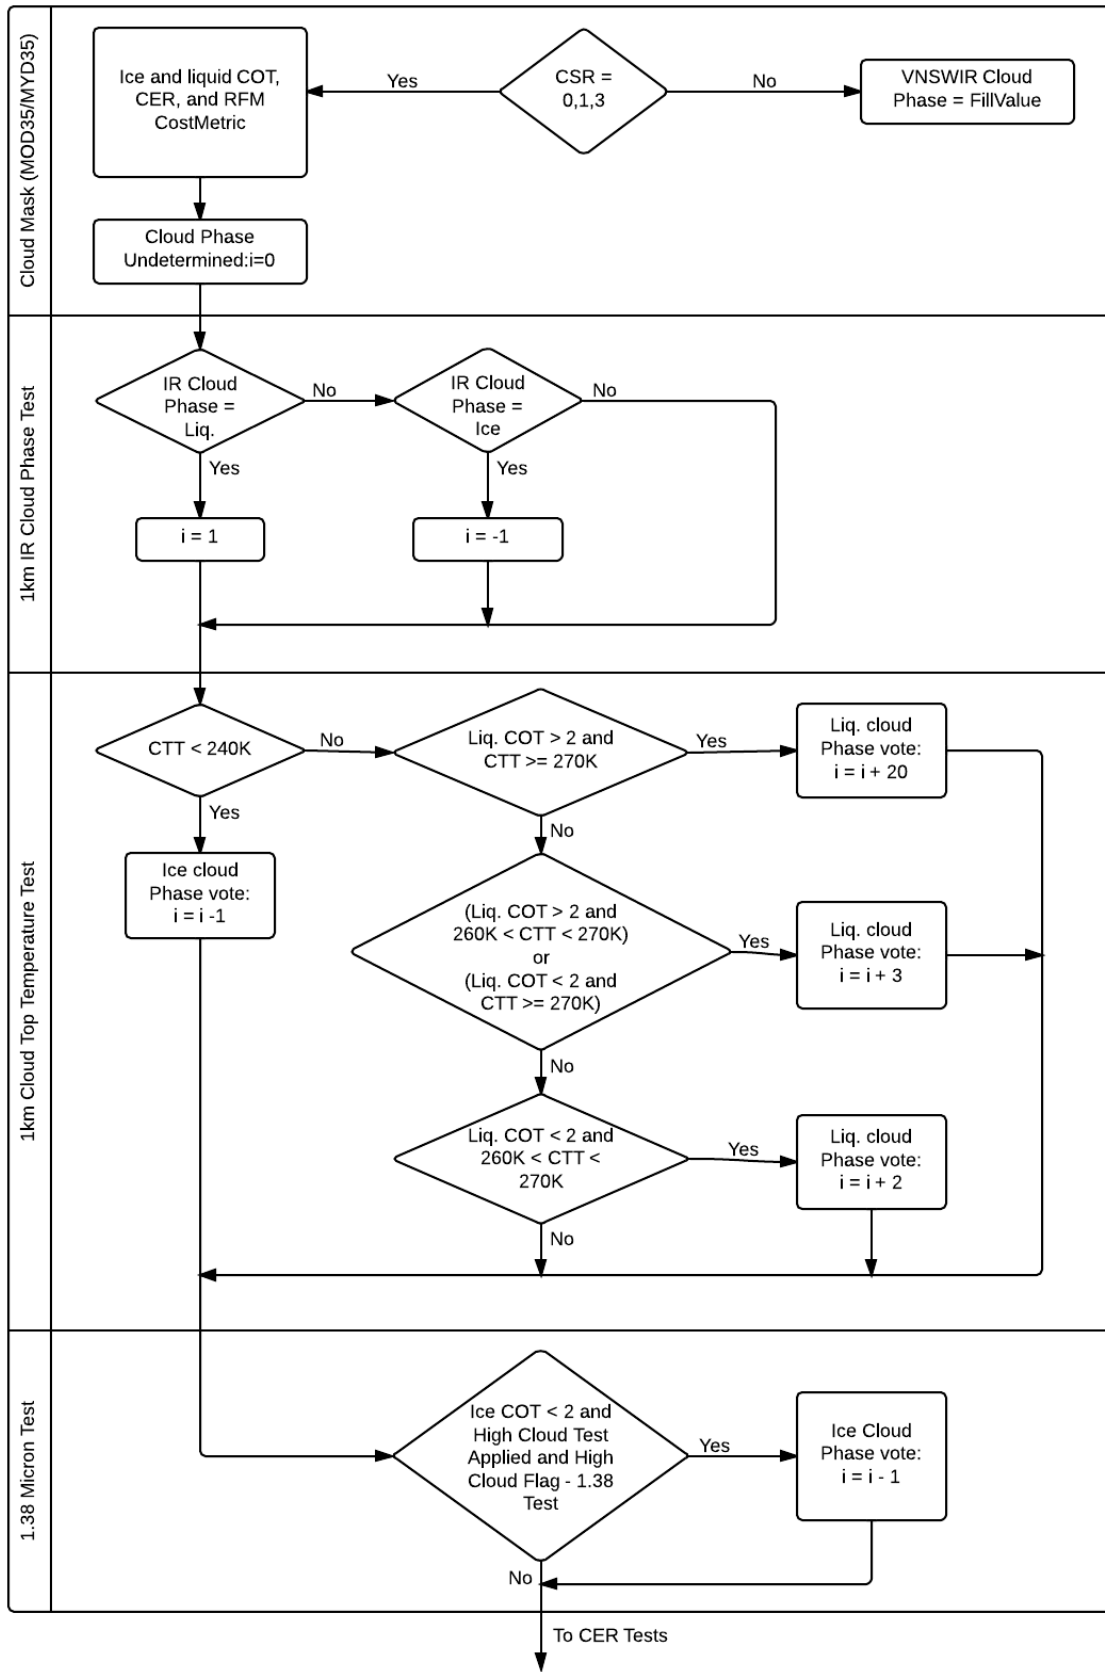 Cloud Mask (MOD35/MYD35)
Ice and liquid COT,
CER, and RFM
CostMetric
Yes
CSR =
0,1,3
No
VNSWIR Cloud
Phase = FillValue
Cloud Phase
Undetermined:i=0
1km IR Cloud Phase Test
IR Cloud
Phase =
Liq.
No
IR Cloud
Phase =
Ice
No
Yes
Yes
i = 1
i = -1
1km Cloud Top Temperature Test
CTT < 240K
No
Liq. COT > 2 and
CTT >= 270K
Yes
Liq. cloud
Phase vote:
i = i + 20
Yes
No
Ice cloud
Phase vote:
i = i -1
(Liq. COT > 2 and
260K < CTT < 270K)
or
(Liq. COT < 2 and
CTT >= 270K)
Yes
Liq. cloud
Phase vote:
i = i + 3
No
Liq. COT < 2 and
260K < CTT <
270K
Yes
Liq. cloud
Phase vote:
i = i + 2
No
1.38 Micron Test
Ice COT < 2 and
High Cloud Test
Applied and High
Cloud Flag - 1.38
Test
Yes
Ice Cloud
Phase vote:
i = i - 1
No
To CER Tests